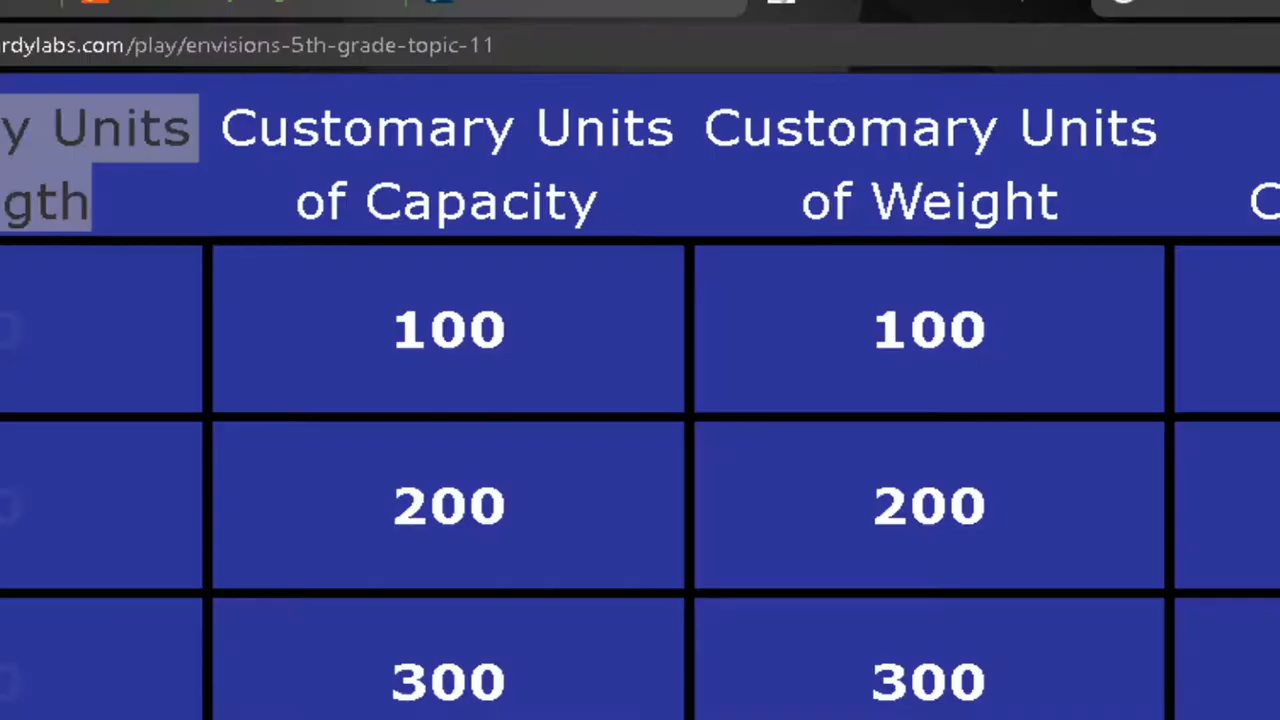 rdylabs.com/play/envisions-5th-grade-topic-11
y Units
gth
Customary Units
of Capacity
Customary Units
of Weight
C
100
100
200
200
300
300